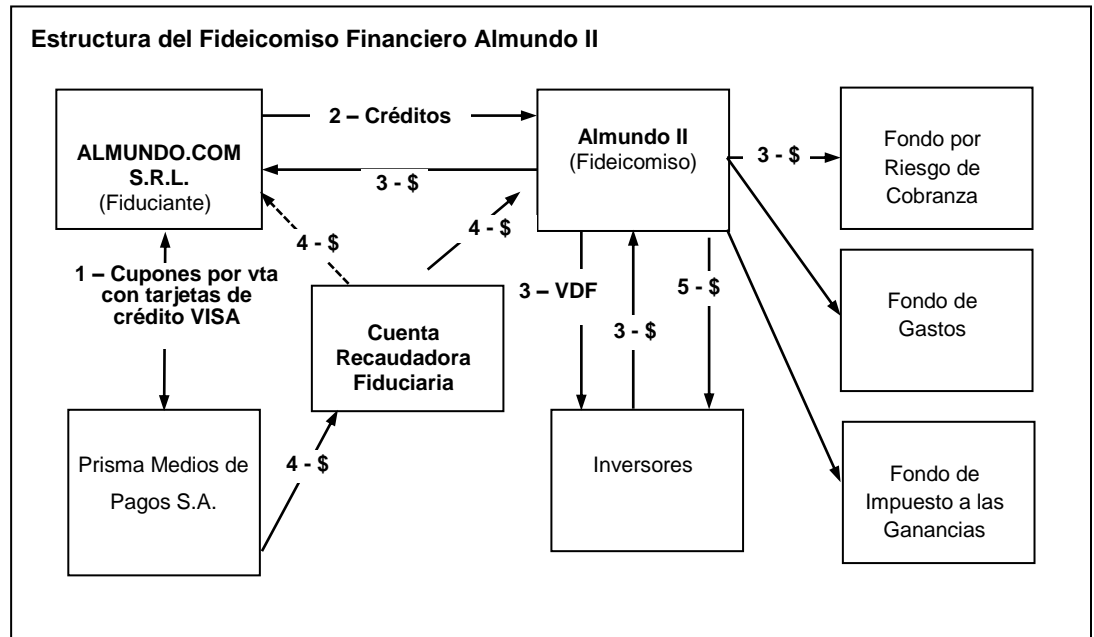 Estructura del Fideicomiso Financiero Almundo II
ALMUNDO.COM
S.R.L.
(Fiduciante)
2 – Créditos
3 - $
Almundo II
(Fideicomiso)
3 - $
Fondo por
Riesgo de
Cobranza
4 - $
4 - $
1 – Cupones por vta
con tarjetas de
crédito VISA
Cuenta
Recaudadora
Fiduciaria
3 – VDF
3 - $
5 - $
Fondo de
Gastos
Prisma Medios de
Pagos S.A.
4 - $
Inversores
Fondo de
Impuesto a las
Ganancias